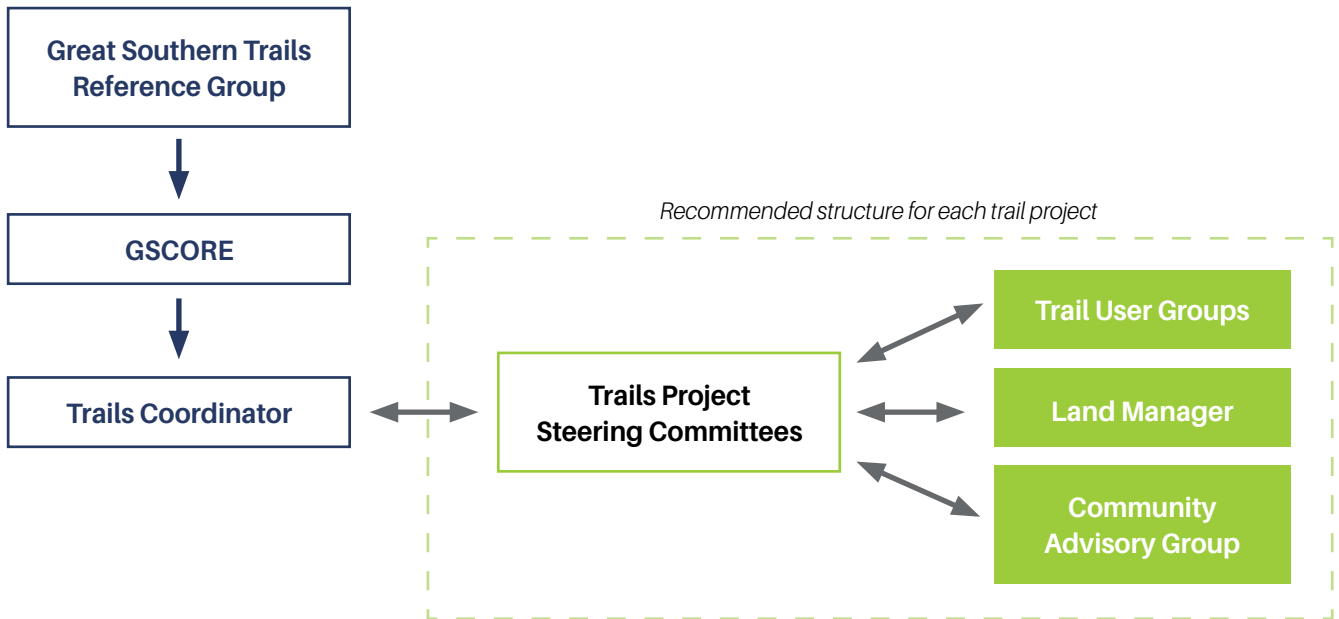 Great Southern Trails
Reference Group
GSCORE
Trails Coordinator
Recommended structure for each trail project
Trails Project
Steering Committees
Trail User Groups
Land Manager
Community
Advisory Group